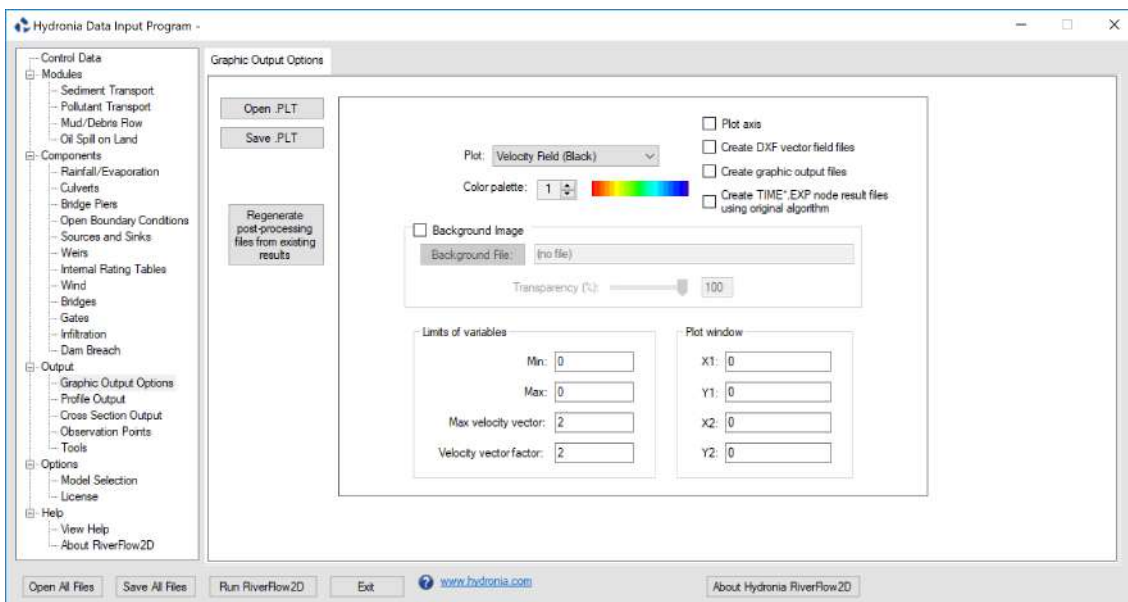 Hydronia Data Input Program -
Control Data
Modules
Sediment Transport
Pollutant Transport
Mud/Debris Flow
Oil Spill on Land
Components
Rainfall/Evaporation
Culverts
Bridge Piers
Open Boundary Conditions
Sources and Sinks
Weirs
Internal Rating Tables
Wind
Bridges
Gates
Infiltration
Dam Breach
Output
Graphic Output Options
Profile Output
Cross Section Output
Observation Points
Tools
Options
Model Selection
License
Help
View Help
About RiverFlow2D
Graphic Output Options
Open .PLT
Save .PLT
Regenerate
post-processing
files from existing
results
Plot: Velocity Field (Black)
Color palette: 1
Plot axis
Create DXF vector field files
Create graphic output files
Create TIME*.EXP node result files
using original algorithm
Background Image
Background File: (no file)
Transparency (%): 100
Limits of variables
Min: 0
Max: 0
Max velocity vector: 2
Velocity vector factor: 2
Plot window
X1: 0
Y1: 0
X2: 0
Y2: 0
Open All Files Save All Files Run RiverFlow2D Exit ? www.hydronia.com About Hydronia RiverFlow2D